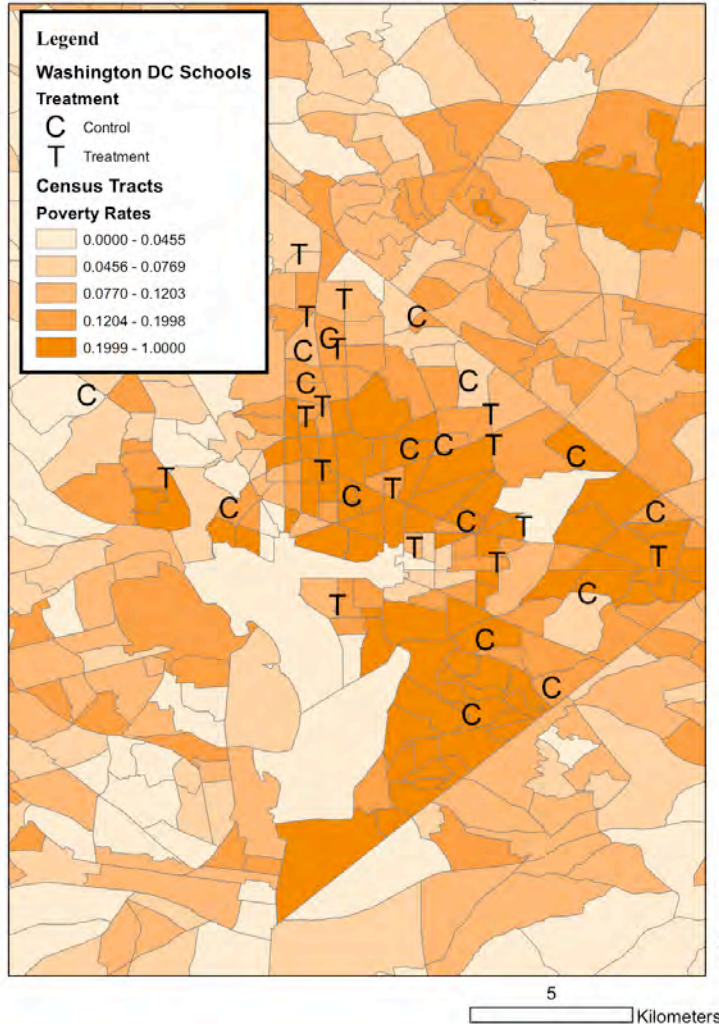 Legend
Washington DC Schools
Treatment
C Control
T Treatment
Census Tracts
Poverty Rates
0.0000 - 0.0455
0.0456 - 0.0769
0.0770 - 0.1203
0.1204 - 0.1998
0.1999 - 1.0000
T
T
T C
C T
C C
C
T
T T
C C T
C
T T
C T
C C
C T
T T
T
C
T
C
C
C
5
Kilometers